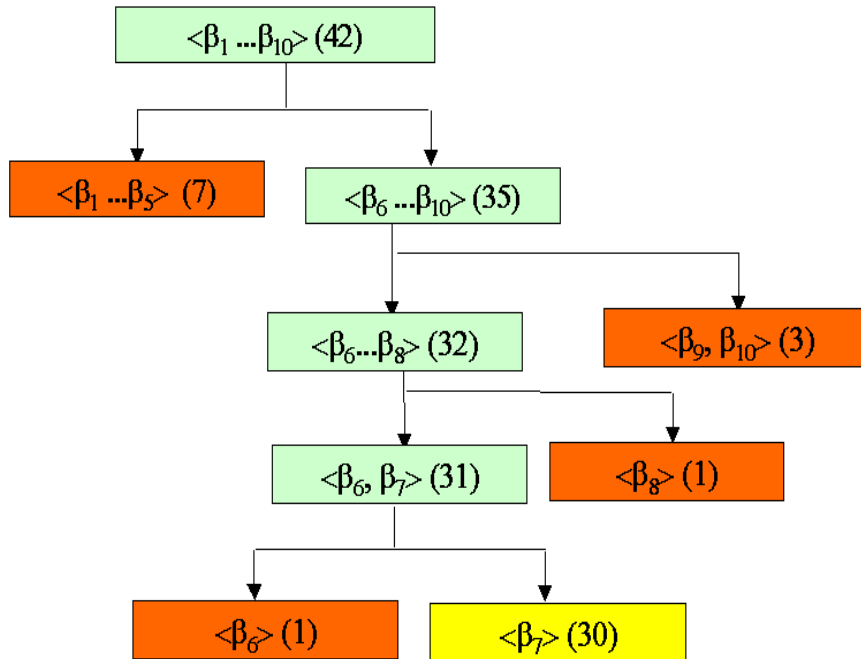 <β₁ ...β₁₀> (42)
<β₁ ...β₅> (7)
<β₆ ...β₁₀> (35)
<β₆...β₈> (32)
<β₉, β₁₀> (3)
<β₆, β₇> (31)
<β₈> (1)
<β₆> (1)
<β₇> (30)